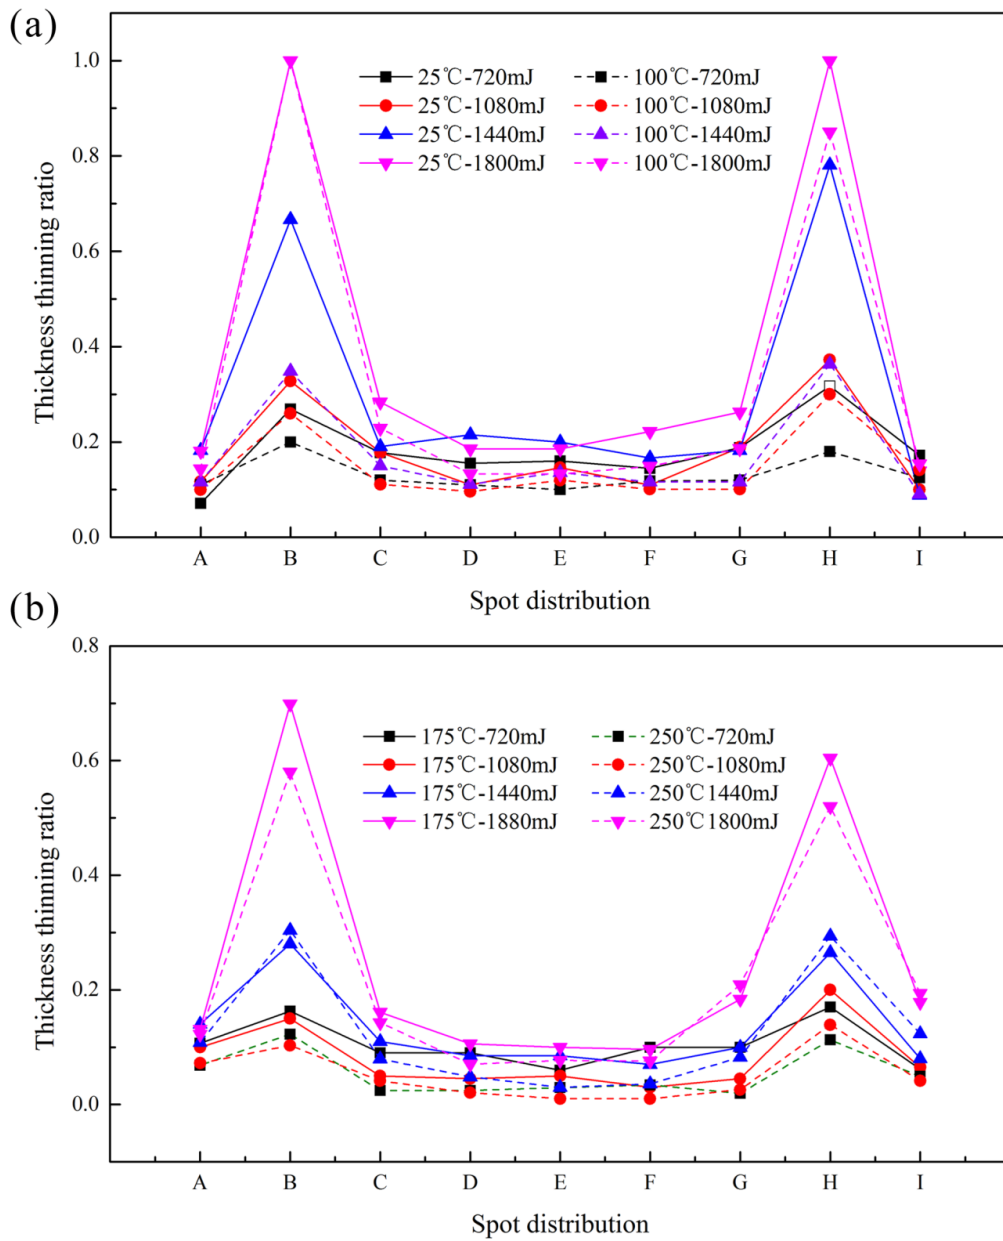 (a)
1.0
0.8
0.6
0.4
0.2
0.0
Thickness thinning ratio
25℃-720mJ
25℃-1080mJ
25℃-1440mJ
25℃-1800mJ
100℃-720mJ
100℃-1080mJ
100℃-1440mJ
100℃-1800mJ
A B C D E F G H I
Spot distribution
(b)
0.8
0.6
0.4
0.2
0.0
Thickness thinning ratio
175℃-720mJ
175℃-1080mJ
175℃-1440mJ
175℃-1880mJ
250℃-720mJ
250℃-1080mJ
250℃1440mJ
250℃1800mJ
A B C D E F G H I
Spot distribution